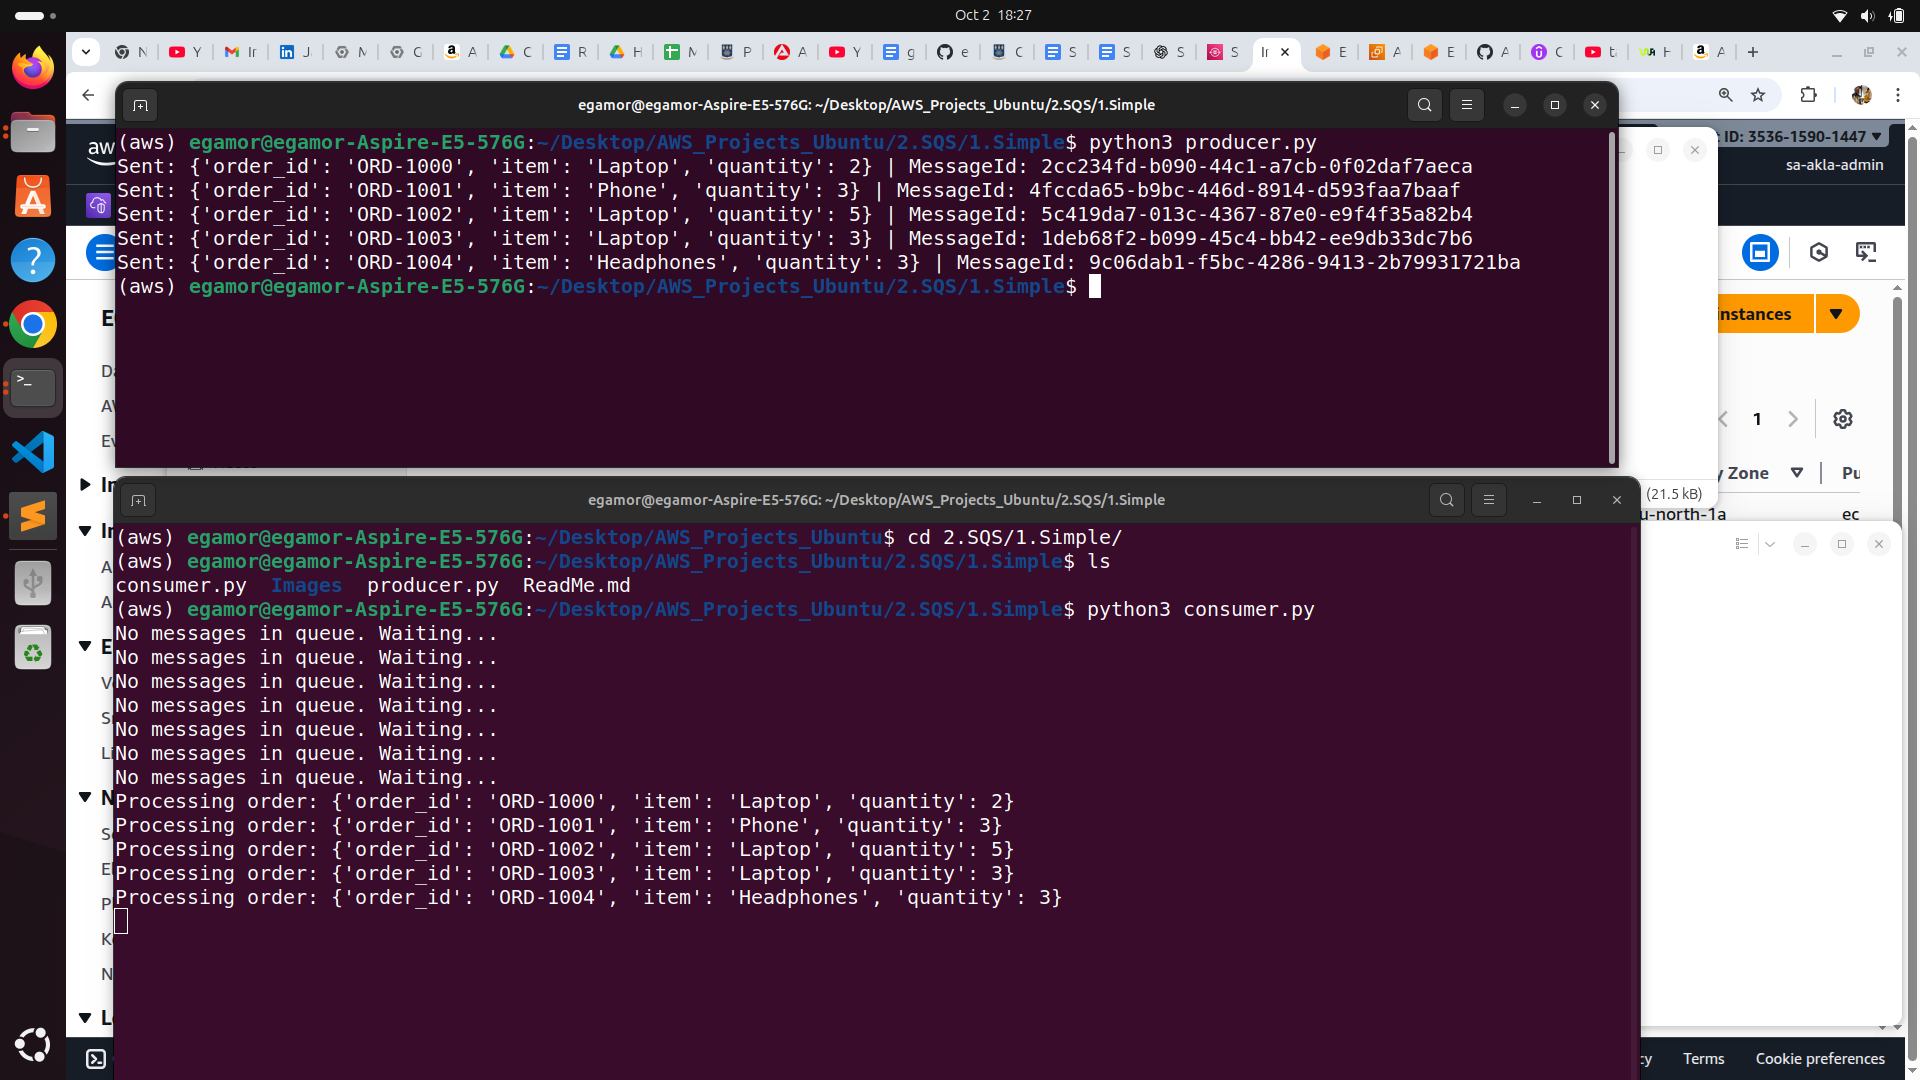 Oct 2 18:27
egamor@egamor-Aspire-E5-576G: ~/Desktop/AWS_Projects_Ubuntu/2.SQS/1.Simple
(aws) egamor@egamor-Aspire-E5-576G:~/Desktop/AWS_Projects_Ubuntu/2.SQS/1.Simple$ python3 producer.py
Sent: {'order_id': 'ORD-1000', 'item': 'Laptop', 'quantity': 2} | MessageId: 2cc234fd-b090-44c1-a7cb-0f02daf7aeca
Sent: {'order_id': 'ORD-1001', 'item': 'Phone', 'quantity': 3} | MessageId: 4fccda65-b9bc-446d-8914-d593faa7baaf
Sent: {'order_id': 'ORD-1002', 'item': 'Laptop', 'quantity': 5} | MessageId: 5c419da7-013c-4367-87e0-e9f4f35a82b4
Sent: {'order_id': 'ORD-1003', 'item': 'Laptop', 'quantity': 3} | MessageId: 1deb68f2-b099-45c4-bb42-ee9db33dc7b6
Sent: {'order_id': 'ORD-1004', 'item': 'Headphones', 'quantity': 3} | MessageId: 9c06dab1-f5bc-4286-9413-2b79931721ba
(aws) egamor@egamor-Aspire-E5-576G:~/Desktop/AWS_Projects_Ubuntu/2.SQS/1.Simple$
ID: 3536-1590-1447
sa-akla-admin
instances
1
Zone
(21.5 kB)
u-north-1a
egamor@egamor-Aspire-E5-576G: ~/Desktop/AWS_Projects_Ubuntu/2.SQS/1.Simple
(aws) egamor@egamor-Aspire-E5-576G:~/Desktop/AWS_Projects_Ubuntu$ cd 2.SQS/1.Simple/
(aws) egamor@egamor-Aspire-E5-576G:~/Desktop/AWS_Projects_Ubuntu/2.SQS/1.Simple$ ls
consumer.py Images producer.py ReadMe.md
(aws) egamor@egamor-Aspire-E5-576G:~/Desktop/AWS_Projects_Ubuntu/2.SQS/1.Simple$ python3 consumer.py
No messages in queue. Waiting...
No messages in queue. Waiting...
No messages in queue. Waiting...
No messages in queue. Waiting...
No messages in queue. Waiting...
No messages in queue. Waiting...
No messages in queue. Waiting...
Processing order: {'order_id': 'ORD-1000', 'item': 'Laptop', 'quantity': 2}
Processing order: {'order_id': 'ORD-1001', 'item': 'Phone', 'quantity': 3}
Processing order: {'order_id': 'ORD-1002', 'item': 'Laptop', 'quantity': 5}
Processing order: {'order_id': 'ORD-1003', 'item': 'Laptop', 'quantity': 3}
Processing order: {'order_id': 'ORD-1004', 'item': 'Headphones', 'quantity': 3}
Terms
Cookie preferences